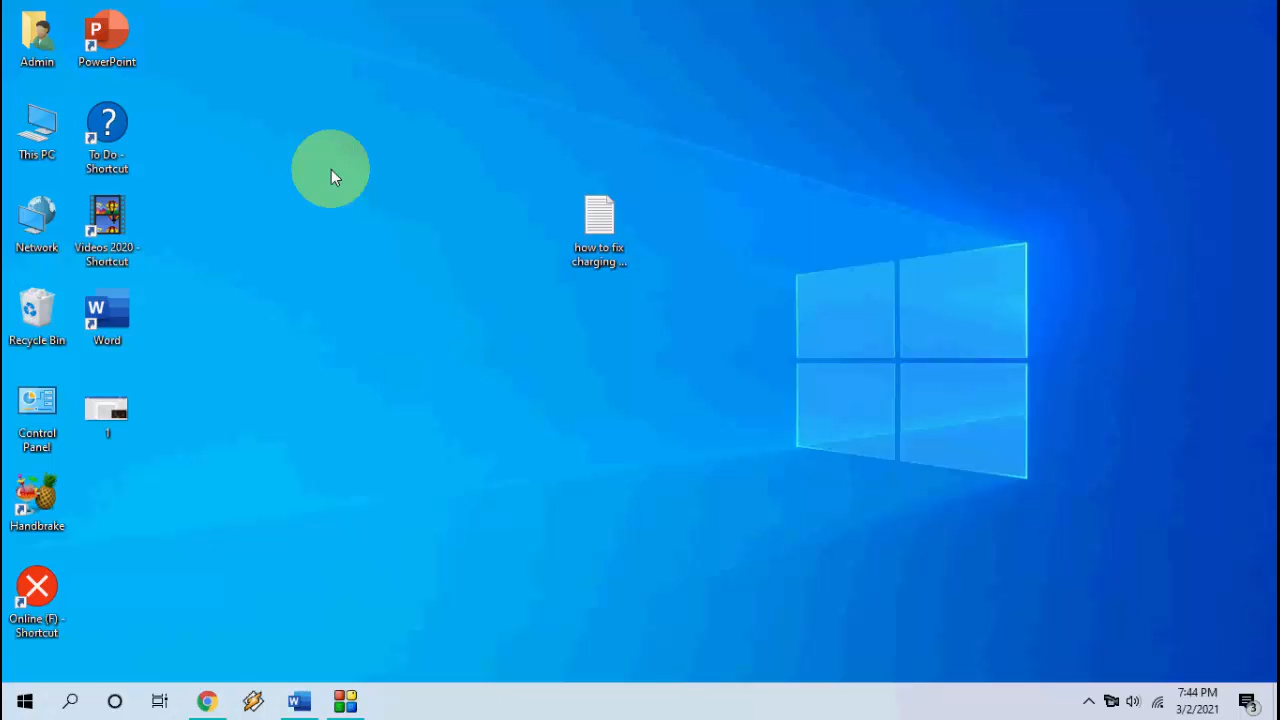 Admin
PowerPoint
This PC
To Do -
Shortcut
Network
Videos 2020 -
Shortcut
how to fix
charging ...
Recycle Bin
Word
Control
Panel
1
Handbrake
Online (F) -
Shortcut
7:44 PM
3/2/2021
3